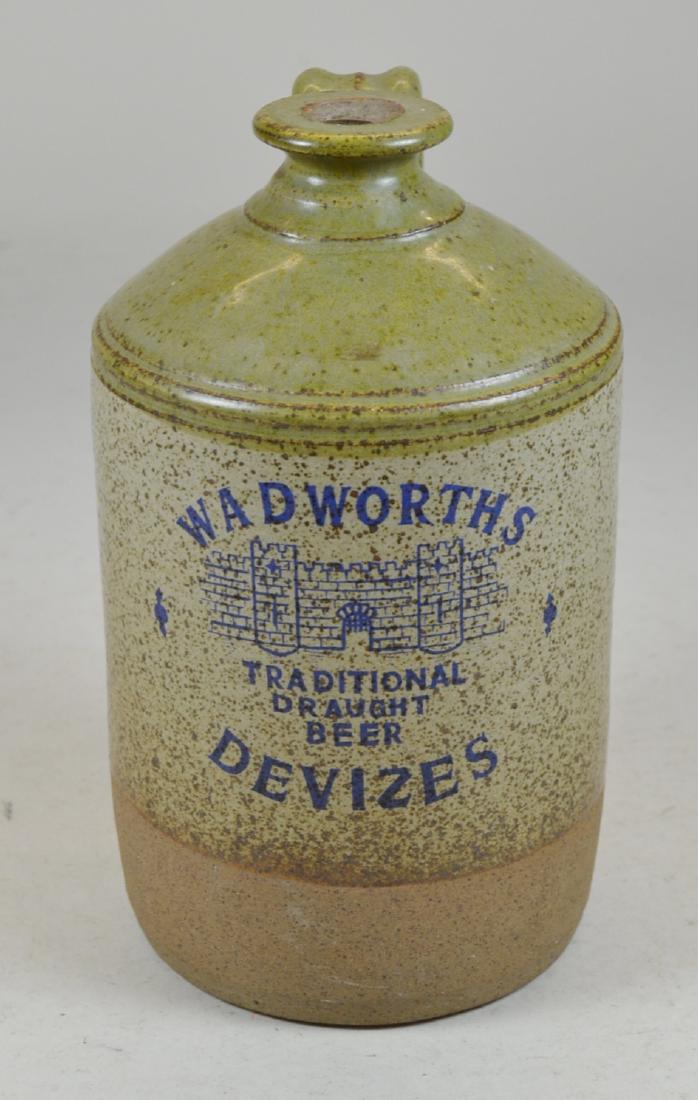 WADWORTHS
TRADITIONAL
DRAUGHT
BEER
DEVIZES